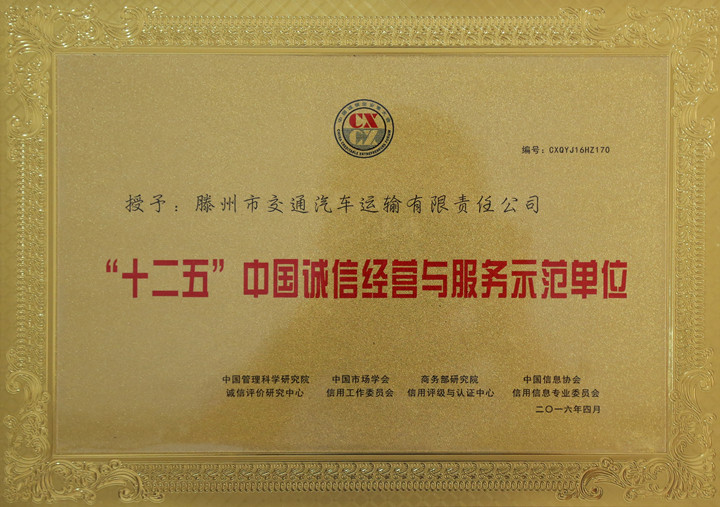 CX
CX
编号:CXQYJ16HZ170
授予:滕州市交通汽车运输有限责任公司
“十二五”中国诚信经营与服务示范单位
中国管理科学研究院 中国市场学会 商务部研究院 中国信息协会
诚信评价研究中心 信用工作委员会 信用评级与认证中心 信用信息专业委员会
二〇一六年四月